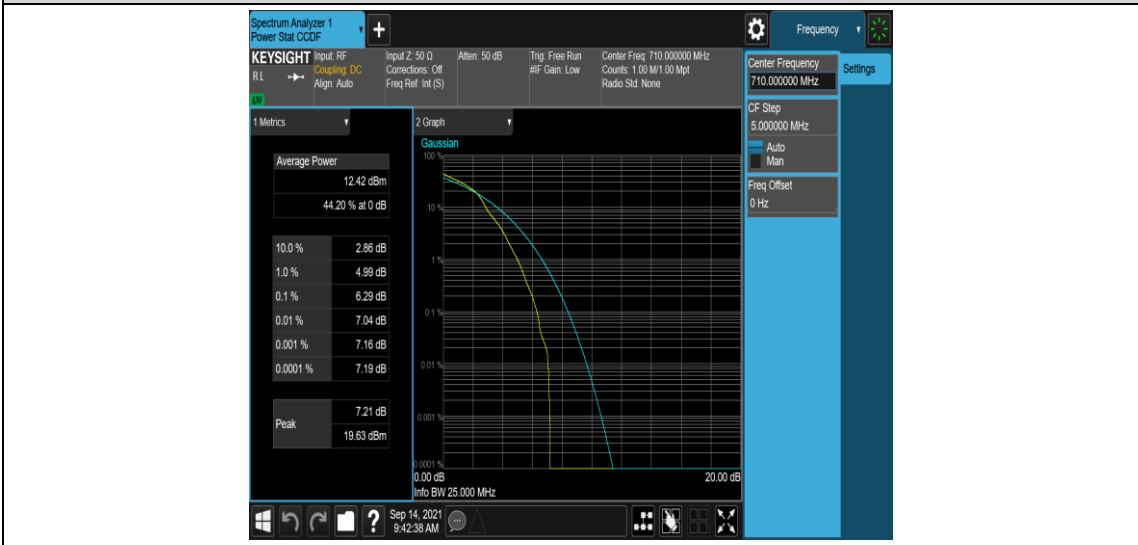 Spectrum Analyzer 1
Power Stat CCDF
+
Frequency
KEYSIGHT
R L
LXI
Input: RF
Coupling: DC
Align: Auto
Input Z: 50 Ω
Corrections: Off
Freq Ref: Int (S)
Atten: 50 dB
Trig: Free Run
#IF Gain: Low
Center Freq: 710.000000 MHz
Counts: 1.00 M/1.00 Mpt
Radio Std: None
Center Frequency
710.000000 MHz
Settings
CF Step
5.000000 MHz
Auto
Man
Freq Offset
0 Hz
1 Metrics
Average Power
12.42 dBm
44.20 % at 0 dB
10.0 % 2.86 dB
1.0 % 4.99 dB
0.1 % 6.29 dB
0.01 % 7.04 dB
0.001 % 7.16 dB
0.0001 % 7.19 dB
Peak 7.21 dB
19.63 dBm
2 Graph
Gaussian
100 %
10 %
1 %
0.1 %
0.01 %
0.001 %
0.0001 %
0.00 dB 20.00 dB
Info BW 25.000 MHz
?
Sep 14, 2021
9:42:38 AM